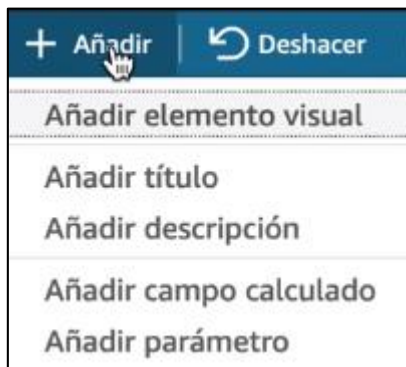 + Añadir Deshacer
Añadir elemento visual
Añadir título
Añadir descripción
Añadir campo calculado
Añadir parámetro